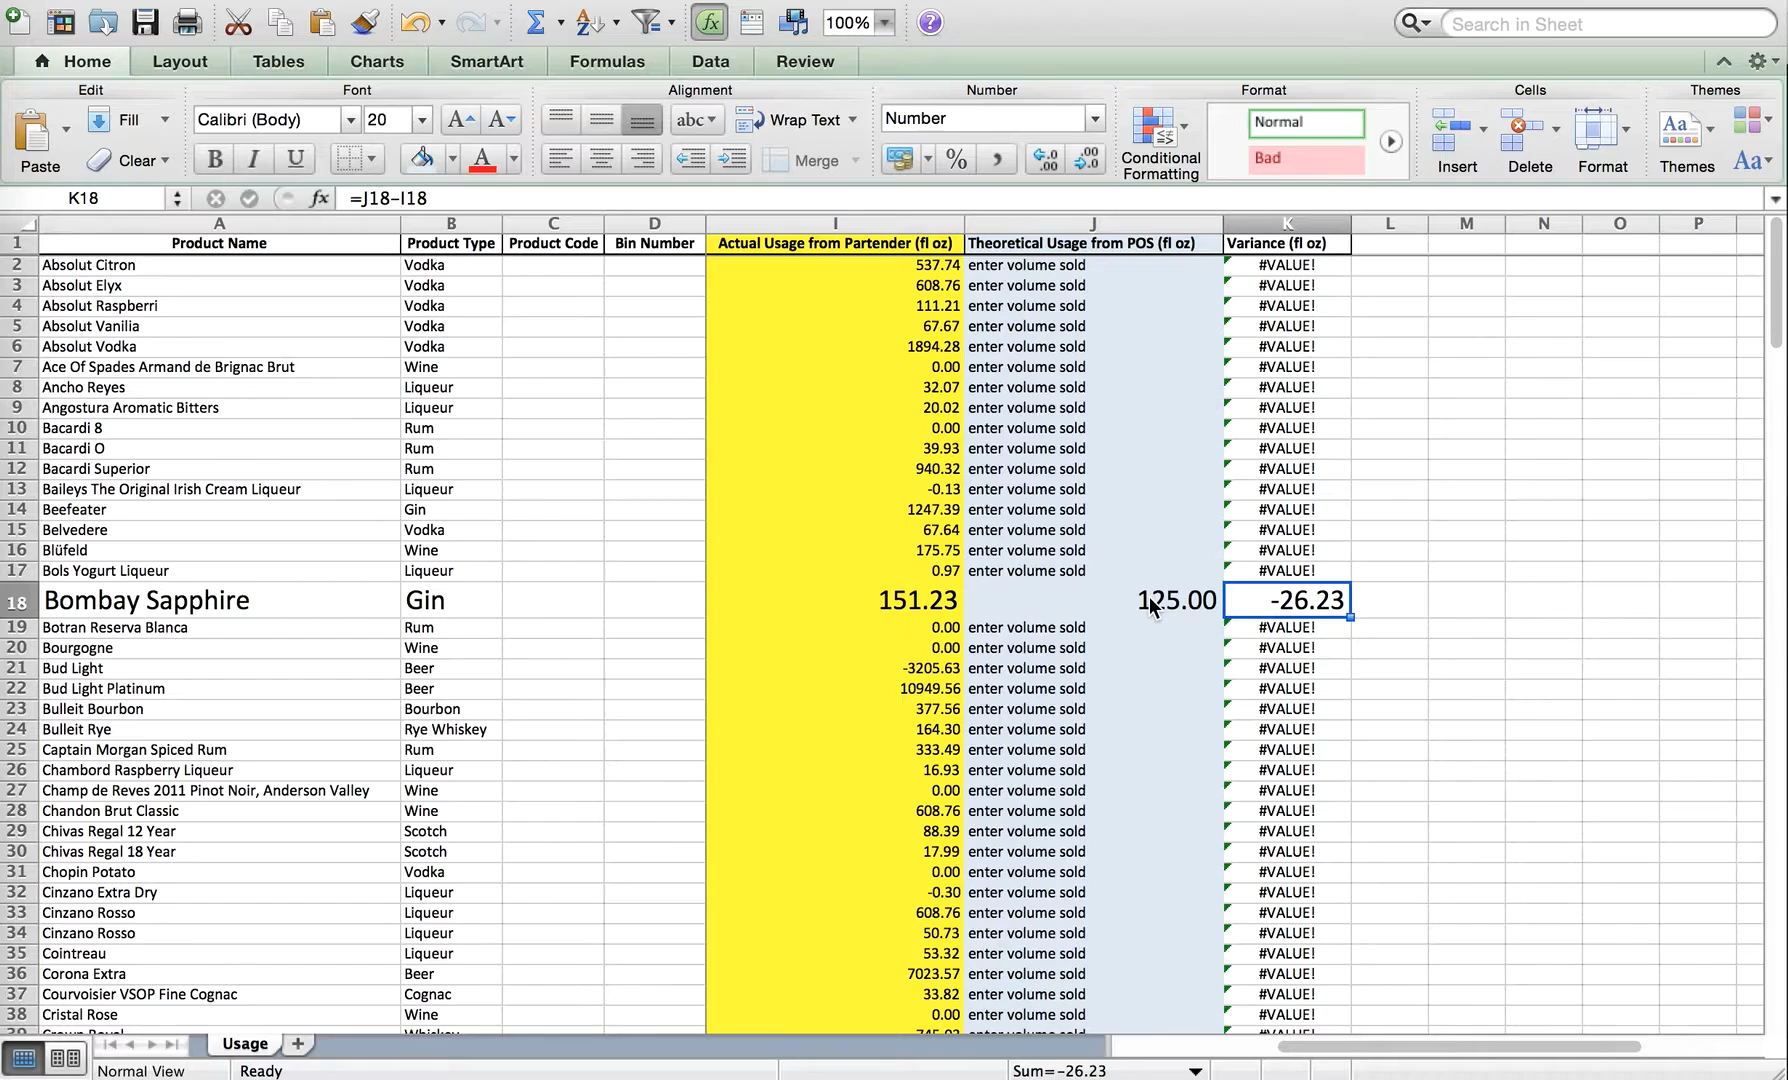 100%
Search in Sheet
Home Layout Tables Charts SmartArt Formulas Data Review
Edit Font Alignment Number Format Cells Themes
Paste Fill Clear Calibri (Body) 20 abc Wrap Text Merge Number Conditional Formatting Normal Bad Insert Delete Format Themes
B I U A % Aa
K18 fx =J18-I18
A B C D I J K L M N O P
1 Product Name Product Type Product Code Bin Number Actual Usage from Partender (fl oz) Theoretical Usage from POS (fl oz) Variance (fl oz)
2 Absolut Citron Vodka 537.74 enter volume sold #VALUE!
3 Absolut Elyx Vodka 608.76 enter volume sold #VALUE!
4 Absolut Raspberri Vodka 111.21 enter volume sold #VALUE!
5 Absolut Vanilia Vodka 67.67 enter volume sold #VALUE!
6 Absolut Vodka Vodka 1894.28 enter volume sold #VALUE!
7 Ace Of Spades Armand de Brignac Brut Wine 0.00 enter volume sold #VALUE!
8 Ancho Reyes Liqueur 32.07 enter volume sold #VALUE!
9 Angostura Aromatic Bitters Liqueur 20.02 enter volume sold #VALUE!
10 Bacardi 8 Rum 0.00 enter volume sold #VALUE!
11 Bacardi O Rum 39.93 enter volume sold #VALUE!
12 Bacardi Superior Rum 940.32 enter volume sold #VALUE!
13 Baileys The Original Irish Cream Liqueur Liqueur -0.13 enter volume sold #VALUE!
14 Beefeater Gin 1247.39 enter volume sold #VALUE!
15 Belvedere Vodka 67.64 enter volume sold #VALUE!
16 Blüfeld Wine 175.75 enter volume sold #VALUE!
17 Bols Yogurt Liqueur Liqueur 0.97 enter volume sold #VALUE!
18 Bombay Sapphire Gin 151.23 125.00 -26.23
19 Botran Reserva Blanca Rum 0.00 enter volume sold #VALUE!
20 Bourgogne Wine 0.00 enter volume sold #VALUE!
21 Bud Light Beer -3205.63 enter volume sold #VALUE!
22 Bud Light Platinum Beer 10949.56 enter volume sold #VALUE!
23 Bulleit Bourbon Bourbon 377.56 enter volume sold #VALUE!
24 Bulleit Rye Rye Whiskey 164.30 enter volume sold #VALUE!
25 Captain Morgan Spiced Rum Rum 333.49 enter volume sold #VALUE!
26 Chambord Raspberry Liqueur Liqueur 16.93 enter volume sold #VALUE!
27 Champ de Reves 2011 Pinot Noir, Anderson Valley Wine 0.00 enter volume sold #VALUE!
28 Chandon Brut Classic Wine 608.76 enter volume sold #VALUE!
29 Chivas Regal 12 Year Scotch 88.39 enter volume sold #VALUE!
30 Chivas Regal 18 Year Scotch 17.99 enter volume sold #VALUE!
31 Chopin Potato Vodka 0.00 enter volume sold #VALUE!
32 Cinzano Extra Dry Liqueur -0.30 enter volume sold #VALUE!
33 Cinzano Rosso Liqueur 608.76 enter volume sold #VALUE!
34 Cinzano Rosso Liqueur 50.73 enter volume sold #VALUE!
35 Cointreau Liqueur 53.32 enter volume sold #VALUE!
36 Corona Extra Beer 7023.57 enter volume sold #VALUE!
37 Courvoisier VSOP Fine Cognac Cognac 33.82 enter volume sold #VALUE!
38 Cristal Rose Wine 0.00 enter volume sold #VALUE!
Usage
Normal View Ready Sum=-26.23